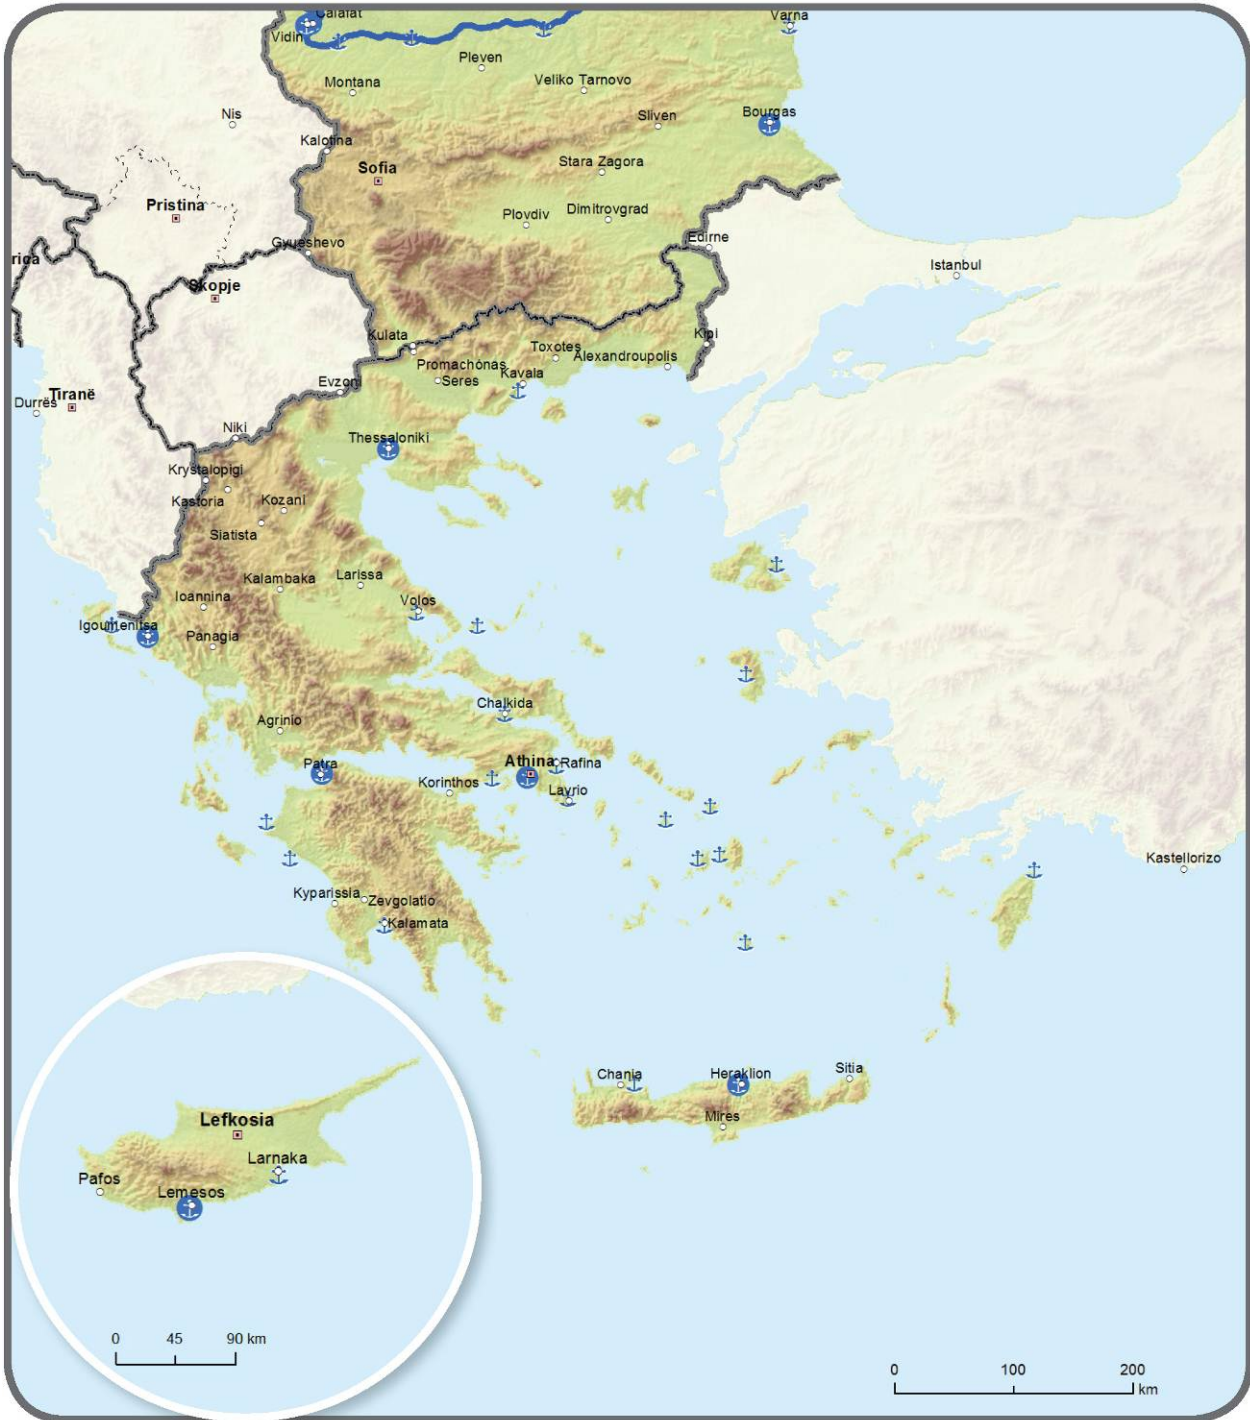 Calafat
Varna
Vidin
Pleven
Montana
Veliko Tarnovo
Nis
Sliven
Bourgas
Kalotina
Sofia
Stara Zagora
Pristina
Plovdiv
Dimitrovgrad
Gyueshevo
Edirne
rica
Istanbul
Skopje
Kulata
Kipi
Toxotes
Alexandroupolis
Promachonas
Kavala
Seres
Evzoni
Tiranë
Durrës
Niki
Thessaloniki
Krystalopigi
Kastoria
Kozani
Siatista
Kalambaka
Larissa
Ioannina
Volos
Igoumenitsa
Panagia
Chalkida
Agrinio
Patra
Athina
Rafina
Korinthos
Lavrio
Kastellorizo
Kyparissia
Zevgolatio
Kalamata
Chania
Heraklion
Sitia
Mires
Lefkosia
Larnaka
Pafos
Lemesos
0 45 90 km
0 100 200
km